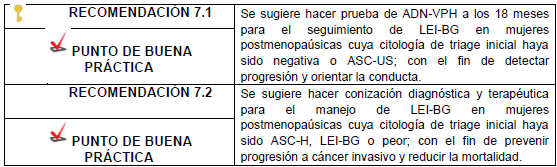 RECOMENDACIÓN 7.1
PUNTO DE BUENA
PRÁCTICA
Se sugiere hacer prueba de ADN-VPH a los 18 meses
para el seguimiento de LEI-BG en mujeres
postmenopaúsicas cuya citología de triage inicial haya
sido negativa o ASC-US; con el fin de detectar
progresión y orientar la conducta.
RECOMENDACIÓN 7.2
PUNTO DE BUENA
PRÁCTICA
Se sugiere hacer conización diagnóstica y terapéutica
para el manejo de LEI-BG en mujeres
postmenopaúsicas cuya citología de triage inicial haya
sido ASC-H, LEI-BG o peor; con el fin de prevenir
progresión a cáncer invasivo y reducir la mortalidad.